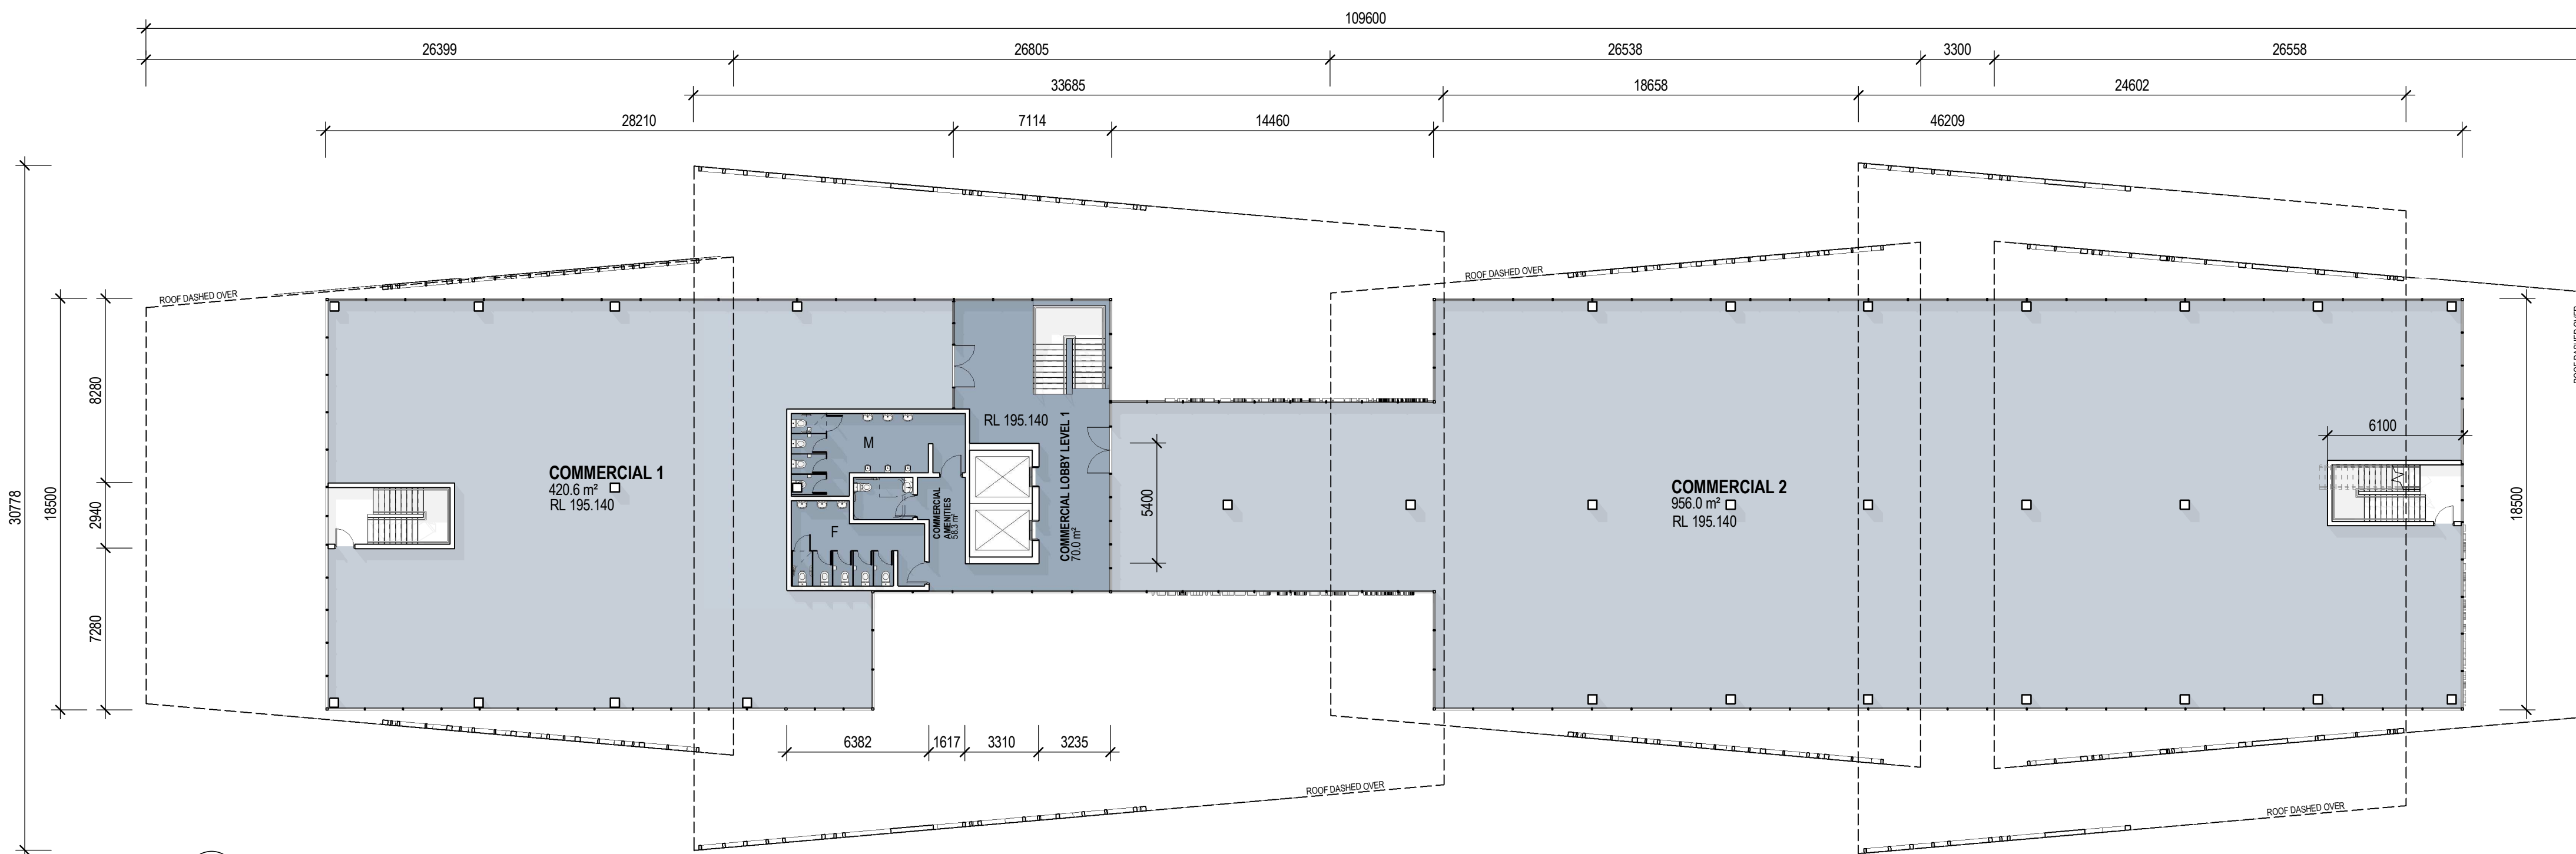 109600
26399
26805
26538
3300
26558
33685
18658
24602
28210
7114
14460
46209
ROOF DASHED OVER
ROOF DASHED OVER
ROOF DASHED OVER
30778
18500
8280
2940
7280
COMMERCIAL 1
420.6 m²
RL 195.140
M
F
COMMERCIAL
AMENITIES
58.3 m²
RL 195.140
COMMERCIAL LOBBY LEVEL 1
70.0 m²
5400
COMMERCIAL 2
956.0 m²
RL 195.140
6100
18500
6382
1617
3310
3235
ROOF DASHED OVER
ROOF DASHED OVER